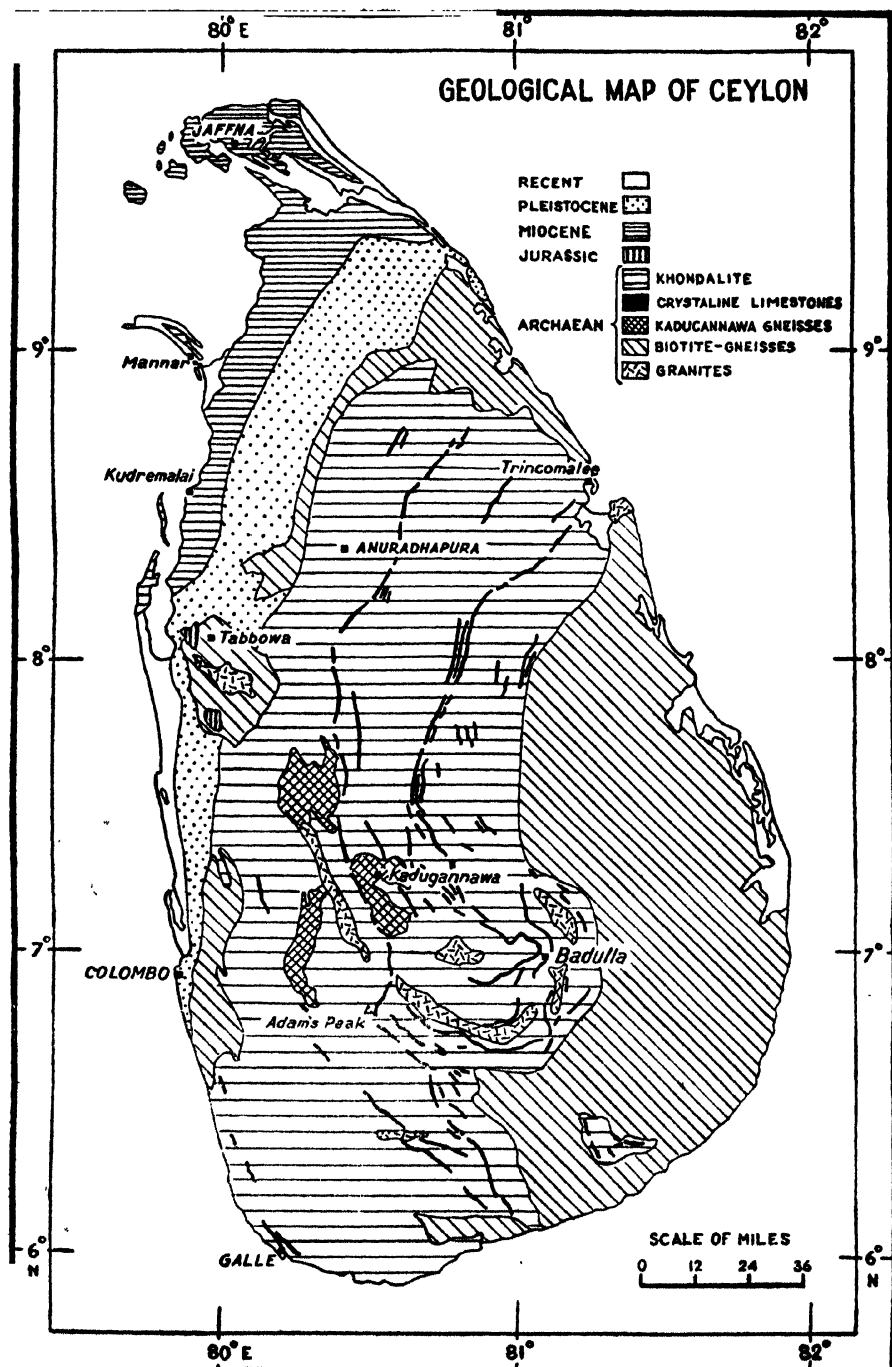 80° E
81°
82°
GEOLOGICAL MAP OF CEYLON
JAFFNA
RECENT
PLEISTOCENE
MIOCENE
JURASSIC
KHONDALITE
CRYSTALINE LIMESTONES
ARCHAEAN
KADUCANNAWA GNEISSES
BIOTITE-GNEISSES
GRANITES
9°
9°
Mannar
Kudremalai
Trincomalee
ANURADHAPURA
Tabbowa
8°
8°
Kadugannawa
7°
7°
Badulla
COLOMBO
Adam's Peak
SCALE OF MILES
0 12 24 36
6°
N
6°
N
GALLE
80° E
81°
82°